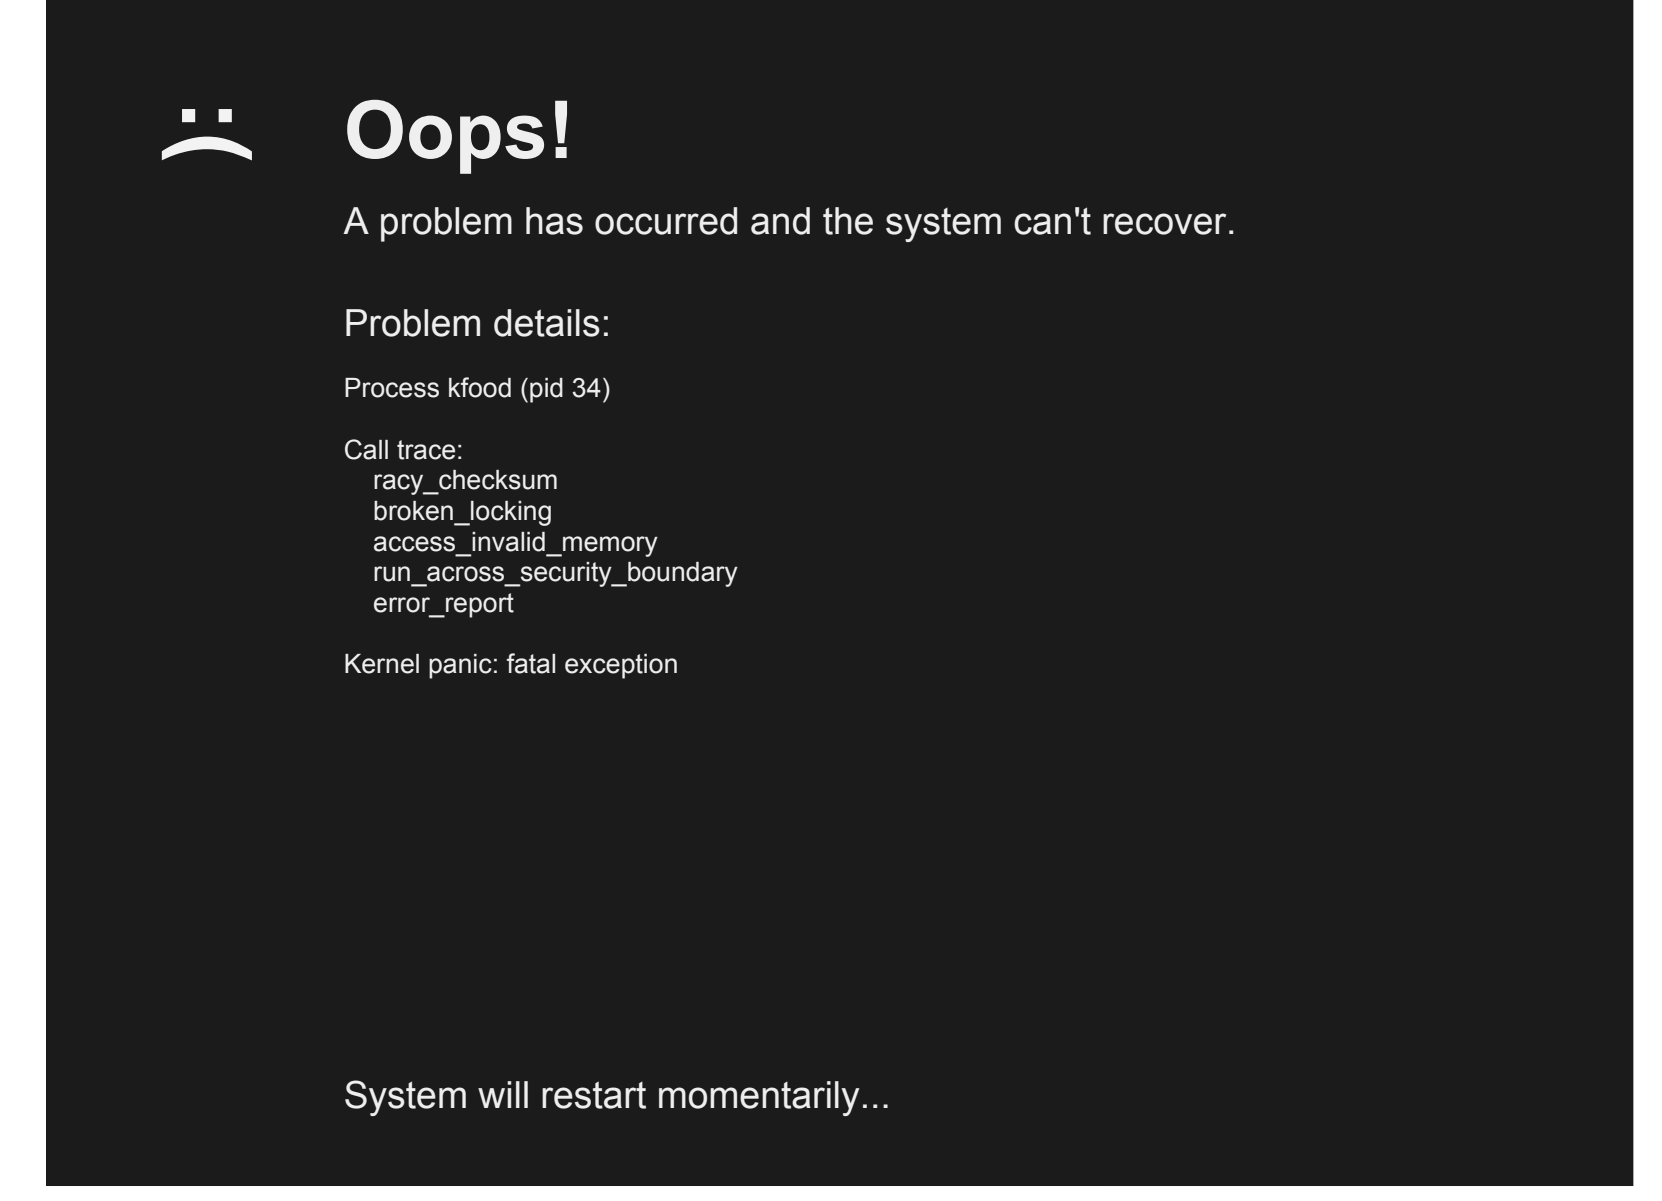 Oops!
A problem has occurred and the system can't recover.
Problem details:
Process kfood (pid 34)
Call trace:
racy_checksum
broken_locking
access_invalid_memory
run_across_security_boundary
error_report
Kernel panic: fatal exception
System will restart momentarily...